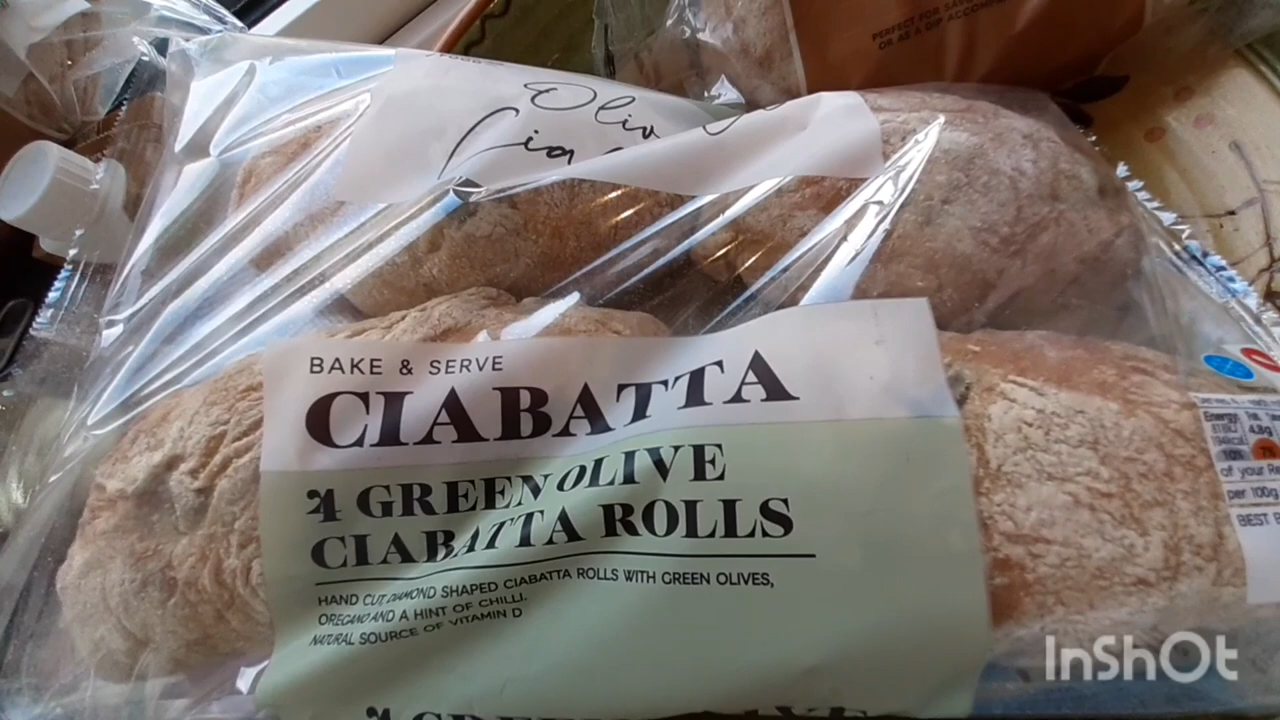 PERFECT FOR
OR AS A DIP
BAKE & SERVE
CIABATTA
4 GREEN OLIVE
CIABATTA ROLLS
HAND CUT, DIAMOND SHAPED CIABATTA ROLLS WITH GREEN OLIVES,
OREGANO AND A HINT OF CHILLI.
NATURAL SOURCE OF VITAMIN D
Energy
4.8g
10%
7%
of your
per 100g
BEST
InShOt